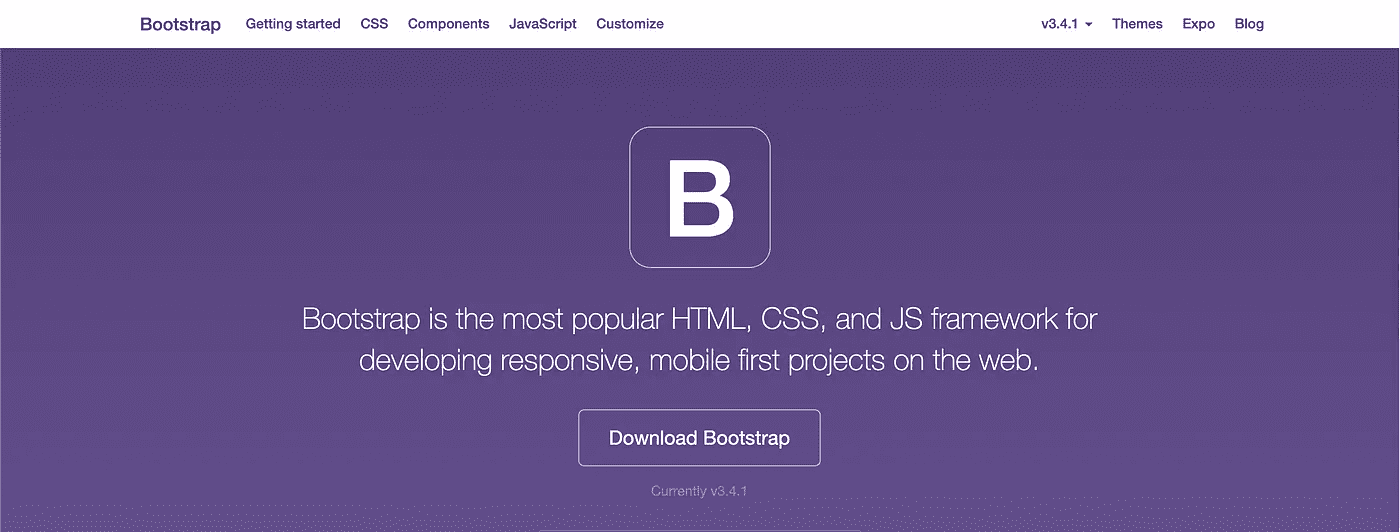 Bootstrap Getting started CSS Components JavaScript Customize v3.4.1 Themes Expo Blog
B
Bootstrap is the most popular HTML, CSS, and JS framework for
developing responsive, mobile first projects on the web.
Download Bootstrap
Currently v3.4.1